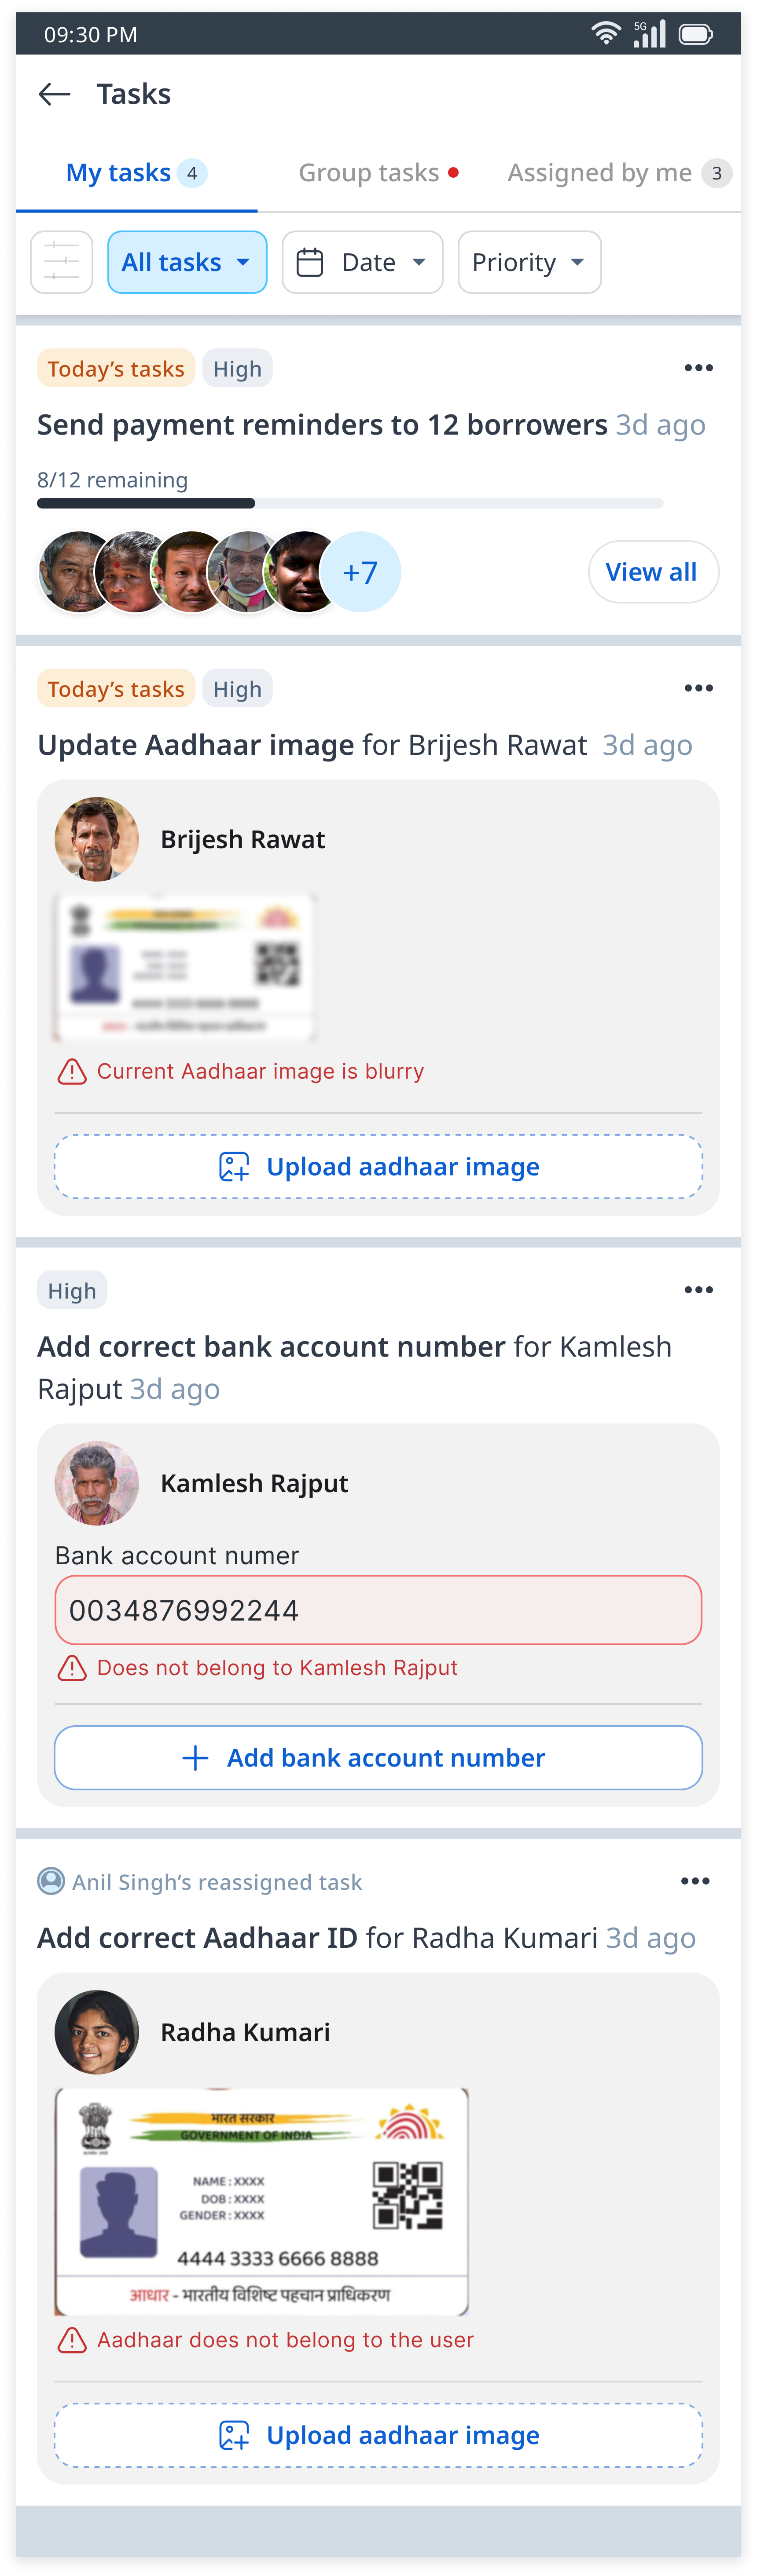 09:30 PM
5G
Tasks
My tasks 4
Group tasks
Assigned by me 3
All tasks
Date
Priority
Today's tasks High
Send payment reminders to 12 borrowers 3d ago
8/12 remaining
+7
View all
Today's tasks High
Update Aadhaar image for Brijesh Rawat 3d ago
Brijesh Rawat
4444 3333 6666 8888
Current Aadhaar image is blurry
Upload aadhaar image
High
Add correct bank account number for Kamlesh
Rajput 3d ago
Kamlesh Rajput
Bank account numer
0034876992244
Does not belong to Kamlesh Rajput
Add bank account number
Anil Singh's reassigned task
Add correct Aadhaar ID for Radha Kumari 3d ago
Radha Kumari
भारत सरकार
GOVERNMENT OF INDIA
NAME : XXXX
DOB : XXXX
GENDER : XXXX
4444 3333 6666 8888
आधार - भारतीय विशिष्ट पहचान प्राधिकरण
Aadhaar does not belong to the user
Upload aadhaar image